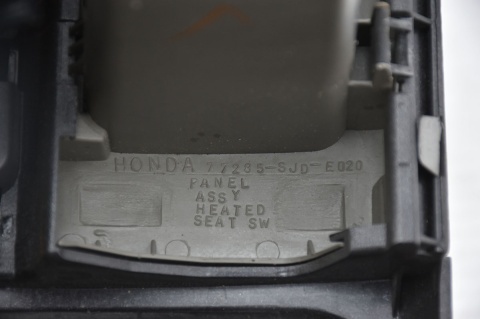 HONDA 77235-SJD-E020
PANEL
ASSY
HEATED
SEAT SW